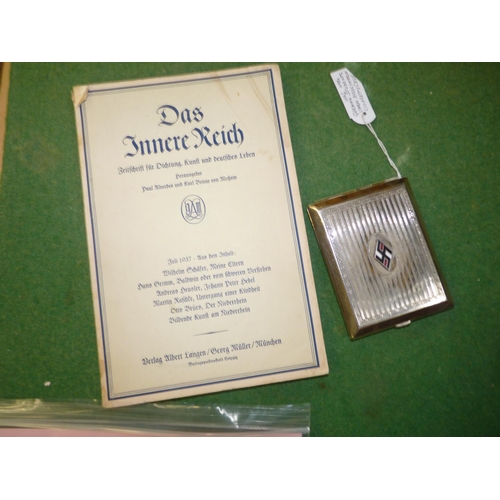 Das
Innere Reich
Zeitschrift für Dichtung, Kunst und deutsches Leben
Herausgeber
Paul Alverdes und Karl Benno von Mechow
Juli 1937 · Aus dem Inhalt:
Wilhelm Schäfer, Meine Eltern
Hans Grimm, Baldwin oder vom schweren Verstehen
Andreas Heusler, Johann Peter Hebel
Martin Raschke, Untergang einer Kindheit
Otto Brües, Der Niederrhein
Bildende Kunst am Niederrhein
Verlag Albert Langen / Georg Müller / München